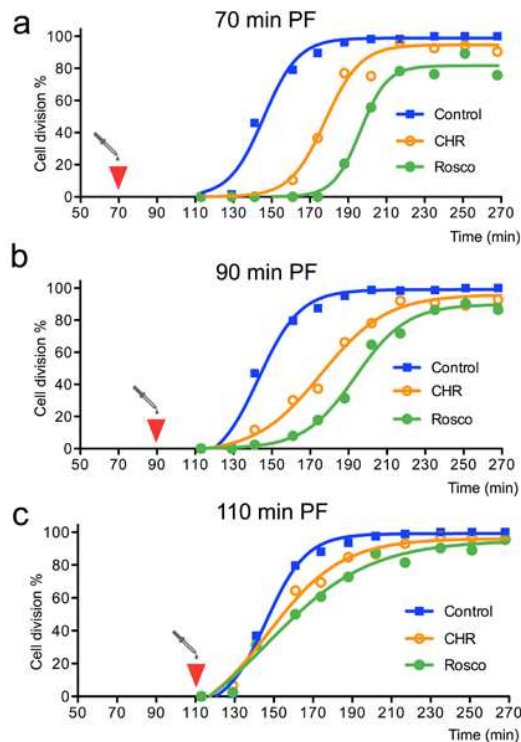 a
70 min PF
Cell division %
100
80
60
40
20
0
Control
CHR
Rosco
50 70 90 110 130 150 170 190 210 230 250 270
Time (min)
b
90 min PF
Cell division %
100
80
60
40
20
0
Control
CHR
Rosco
50 70 90 110 130 150 170 190 210 230 250 270
Time (min)
c
110 min PF
Cell division %
100
80
60
40
20
0
Control
CHR
Rosco
50 70 90 110 130 150 170 190 210 230 250 270
Time (min)